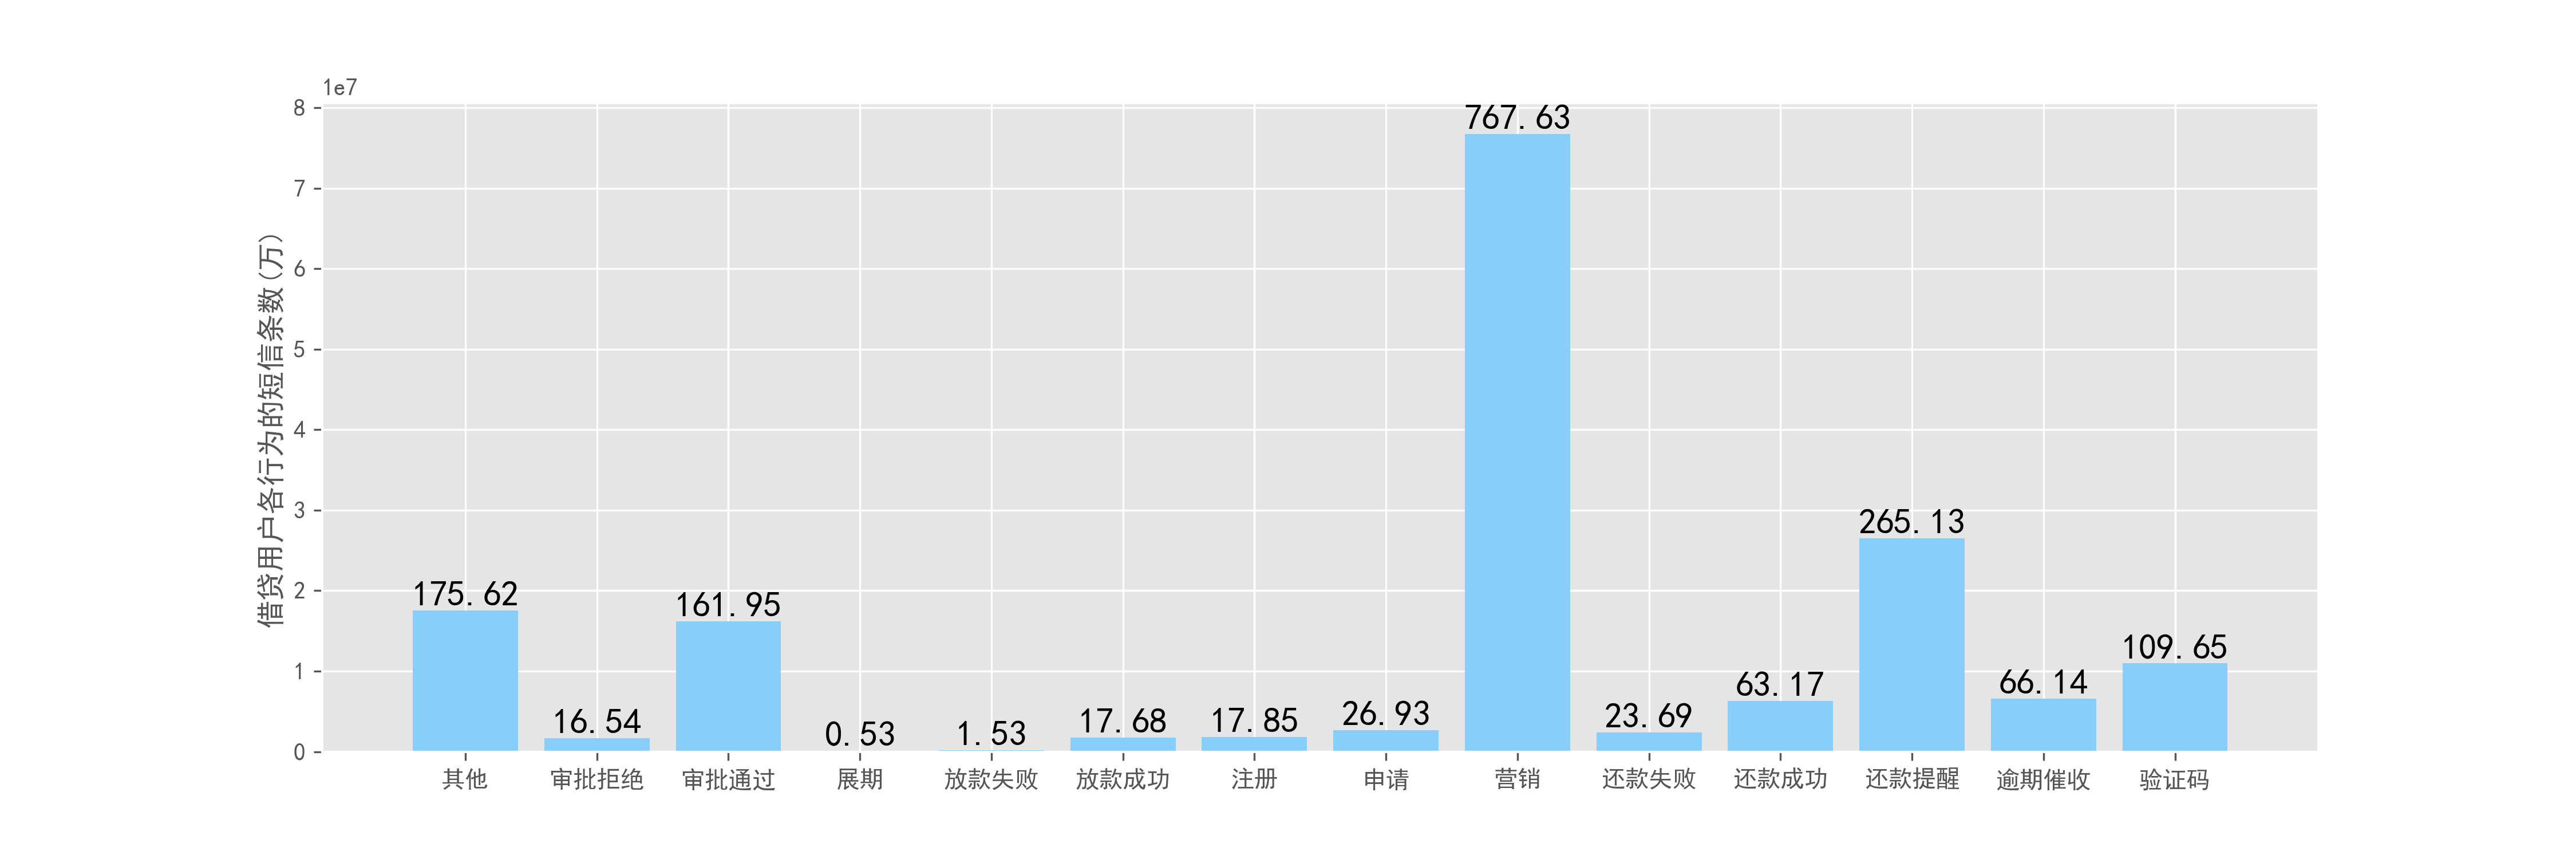 1e7
8
7
6
5
4
3
2
1
0
借贷用户各行为的短信条数(万)
175.62
16.54
161.95
0.53
1.53
17.68
17.85
26.93
767.63
23.69
63.17
265.13
66.14
109.65
其他
审批拒绝
审批通过
展期
放款失败
放款成功
注册
申请
营销
还款失败
还款成功
还款提醒
逾期催收
验证码